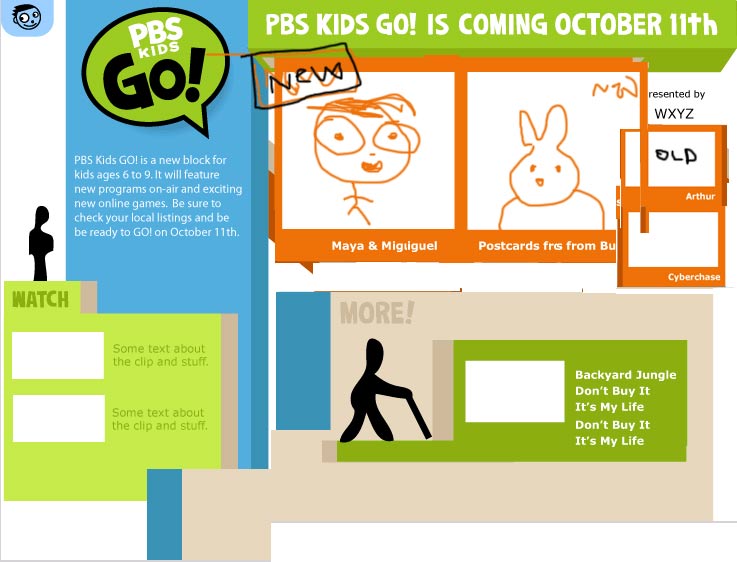 PBS KIDS GO! IS COMING OCTOBER 11th
PBS
KIDS
GO!
PBS Kids GO! is a new block for
kids ages 6 to 9. It will feature
new programs on-air and exciting
new online games. Be sure to
check your local listings and be
be ready to GO! on October 11th.
NEW
NEW
resented by
WXYZ
OLD
Arthur
Maya & Migiguel
Postcards frs from Bu
Cyberchase
WATCH
Some text about
the clip and stuff.
Some text about
the clip and stuff.
MORE!
Backyard Jungle
Don't Buy It
It's My Life
Don't Buy It
It's My Life